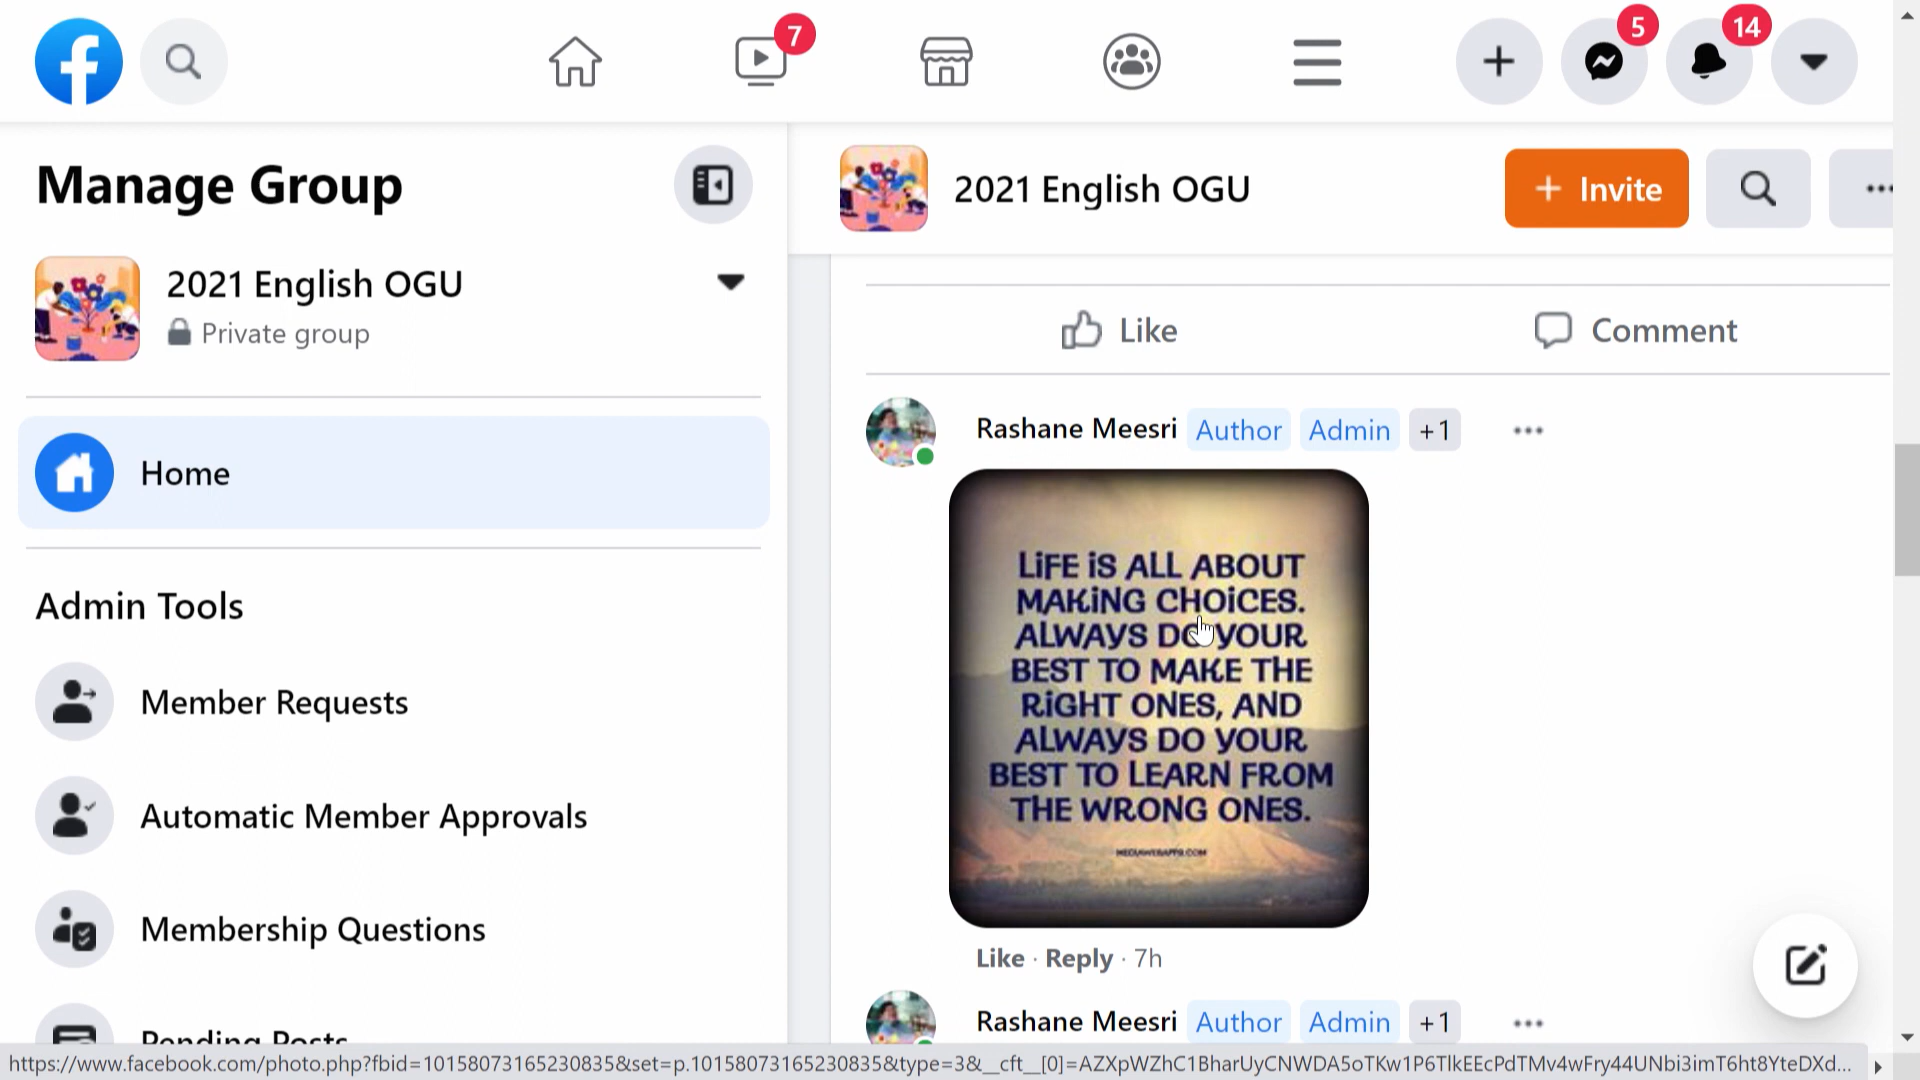 7
5
14
Manage Group
2021 English OGU
Private group
Home
Admin Tools
Member Requests
Automatic Member Approvals
Membership Questions
Pending Posts
2021 English OGU
+ Invite
Like
Comment
Rashane Meesri Author Admin +1
LiFE iS ALL ABOUT
MAKiNG CHOiCES.
ALWAYS DO YOUR
BEST TO MAKE THE
RiGHT ONES, AND
ALWAYS DO YOUR
BEST TO LEARN FROM
THE WRONG ONES.
Like · Reply · 7h
Rashane Meesri Author Admin +1
https://www.facebook.com/photo.php?fbid=10158073165230835&set=p.10158073165230835&type=3&__cft__[0]=AZXpWZhC1BharUyCNWDA5oTKw1P6TlkEEcPdTMv4wFry44UNbi3imT6ht8YteDXd...